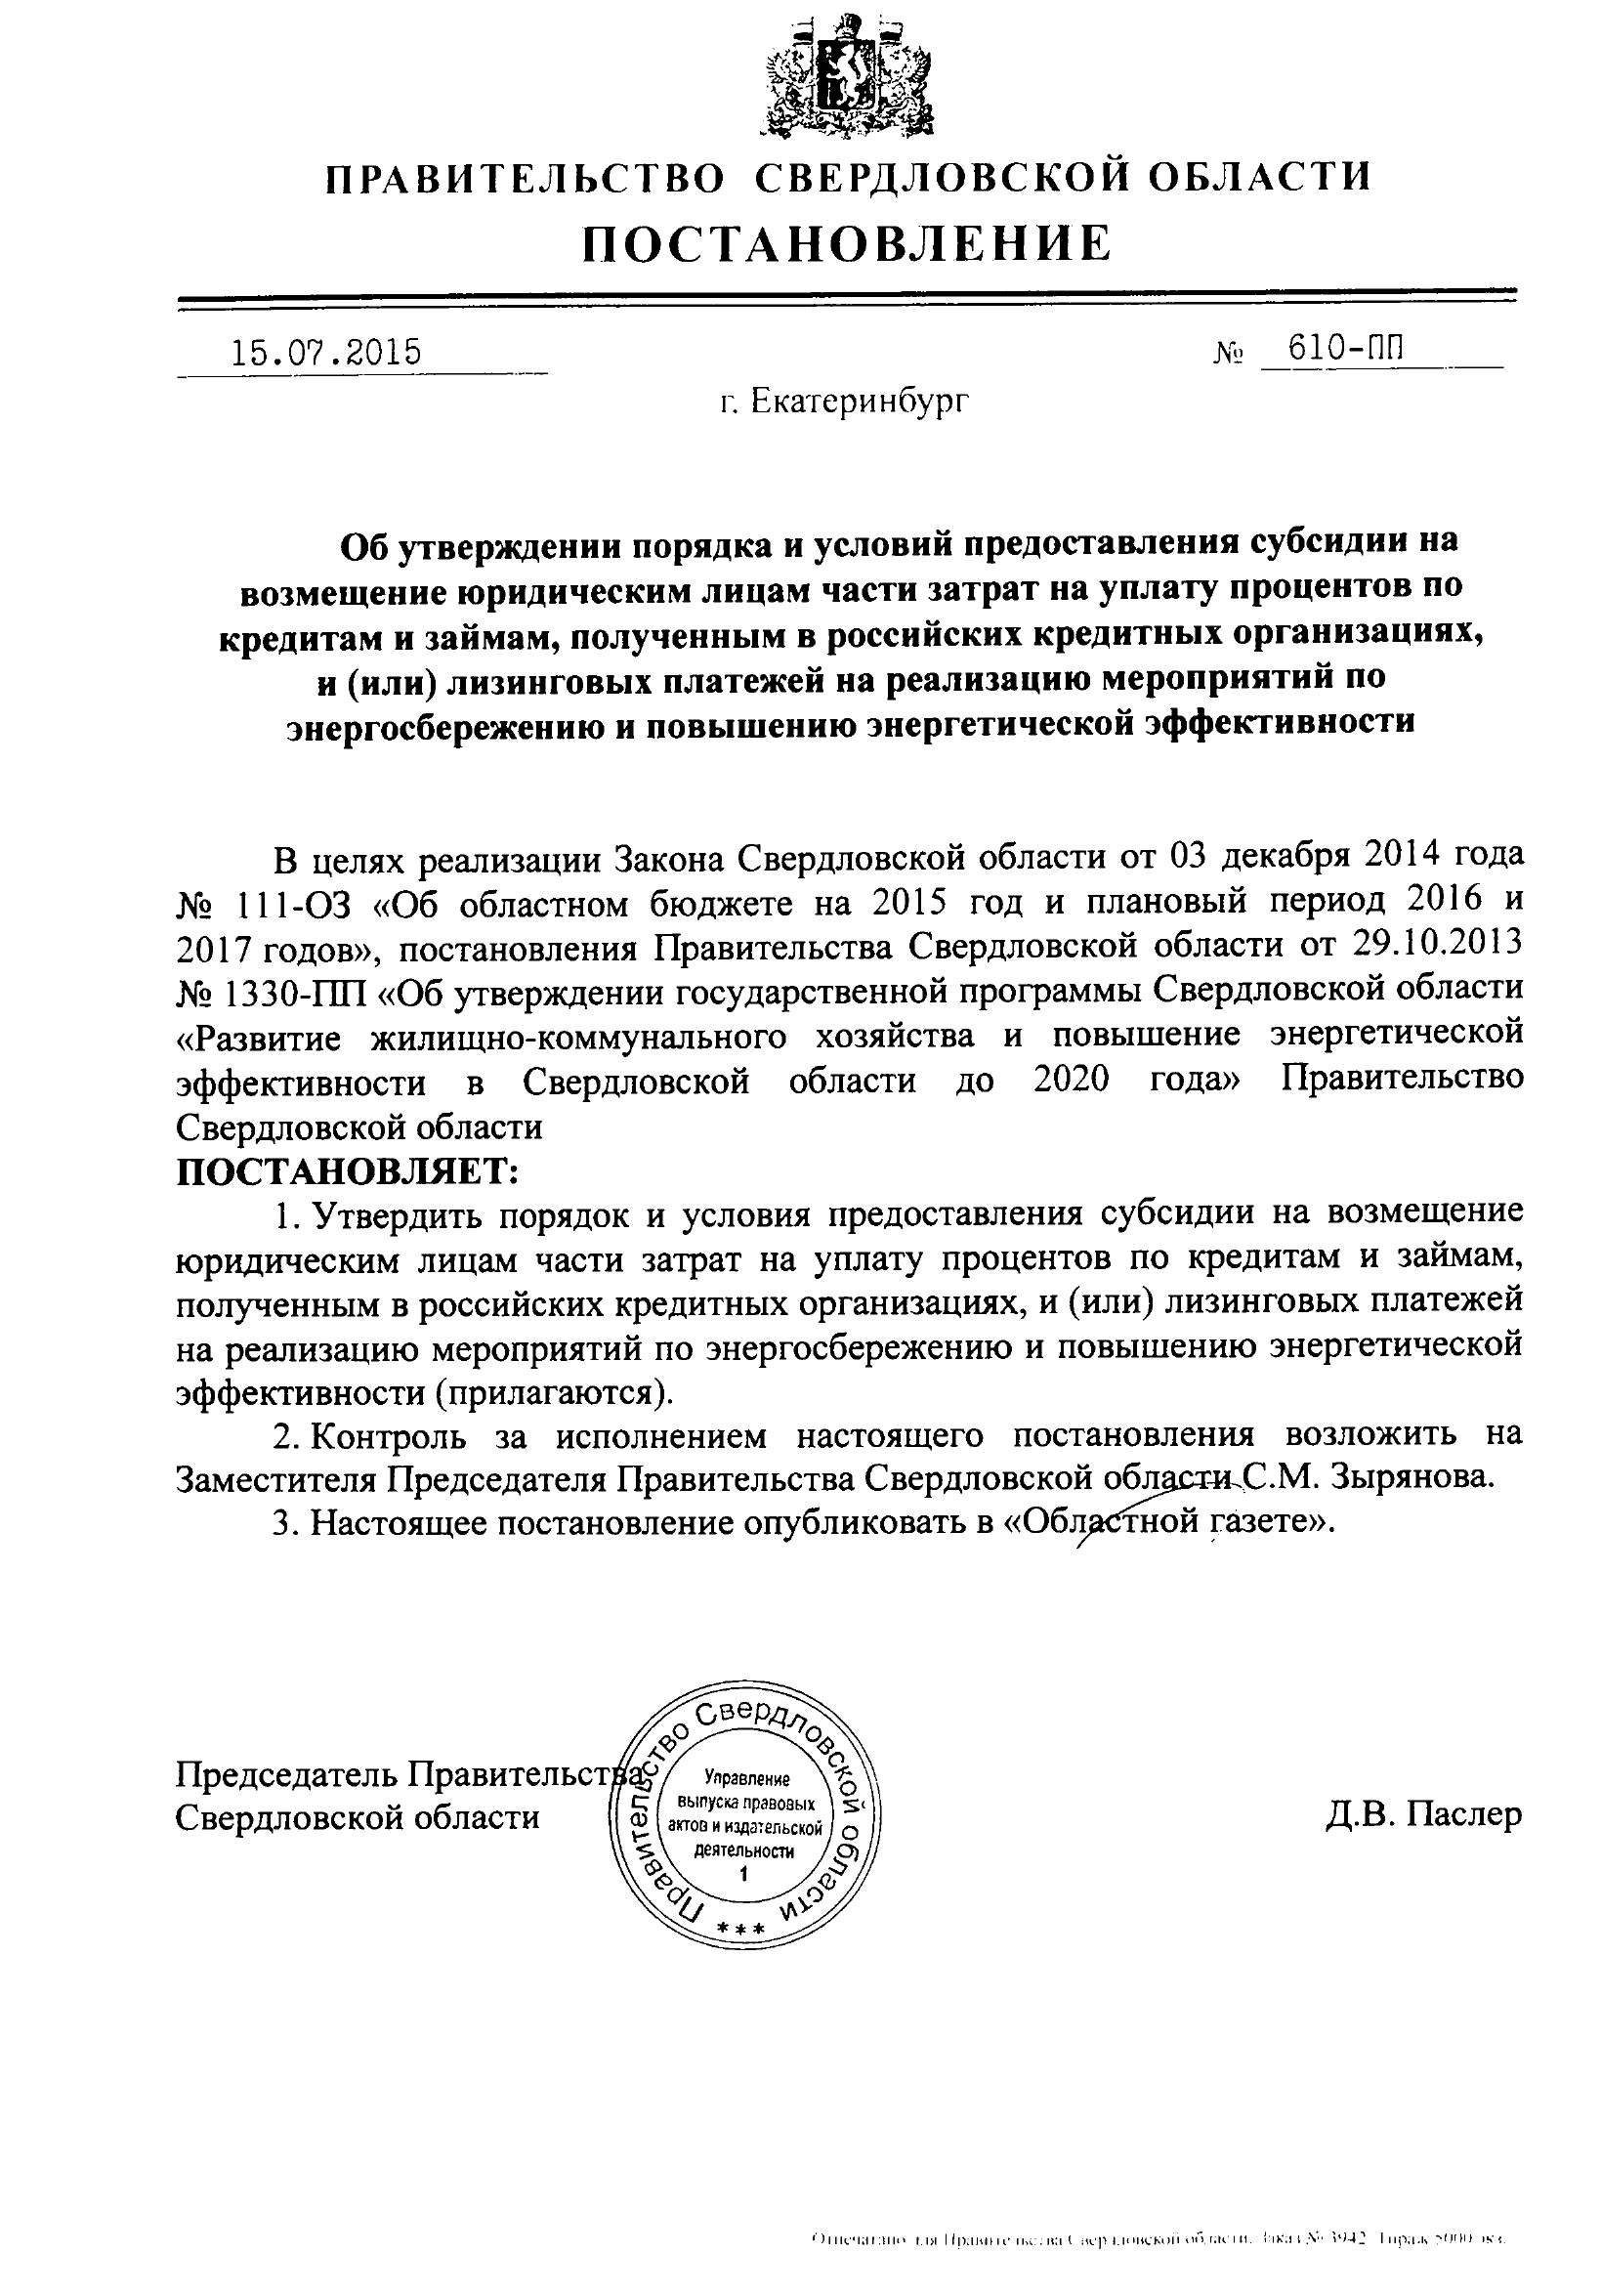 ПРАВИТЕЛЬСТВО СВЕРДЛОВСКОЙ ОБЛАСТИ
ПОСТАНОВЛЕНИЕ
15.07.2015 № 610-ПП
г. Екатеринбург
Об утверждении порядка и условий предоставления субсидии на
возмещение юридическим лицам части затрат на уплату процентов по
кредитам и займам, полученным в российских кредитных организациях,
и (или) лизинговых платежей на реализацию мероприятий по
энергосбережению и повышению энергетической эффективности
В целях реализации Закона Свердловской области от 03 декабря 2014 года
№ 111-ОЗ «Об областном бюджете на 2015 год и плановый период 2016 и
2017 годов», постановления Правительства Свердловской области от 29.10.2013
№ 1330-ПП «Об утверждении государственной программы Свердловской области
«Развитие жилищно-коммунального хозяйства и повышение энергетической
эффективности в Свердловской области до 2020 года» Правительство
Свердловской области
ПОСТАНОВЛЯЕТ:
1. Утвердить порядок и условия предоставления субсидии на возмещение
юридическим лицам части затрат на уплату процентов по кредитам и займам,
полученным в российских кредитных организациях, и (или) лизинговых платежей
на реализацию мероприятий по энергосбережению и повышению энергетической
эффективности (прилагаются).
2. Контроль за исполнением настоящего постановления возложить на
Заместителя Председателя Правительства Свердловской области С.М. Зырянова.
3. Настоящее постановление опубликовать в «Областной газете».
Председатель Правительства
Свердловской области
Правительство Свердловской области
***
Управление
выпуска правовых
актов и издательской
деятельности
1
Д.В. Паслер
Отпечатано для Правительства Свердловской области. Заказ № 3942. Тираж 5000 экз.